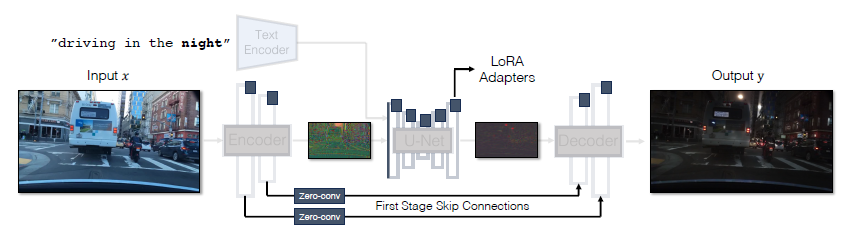 "driving in the night"
Text
Encoder
LoRA
Adapters
Input x
Output y
Encoder
U-Net
Decoder
Zero-conv
First Stage Skip Connections
Zero-conv